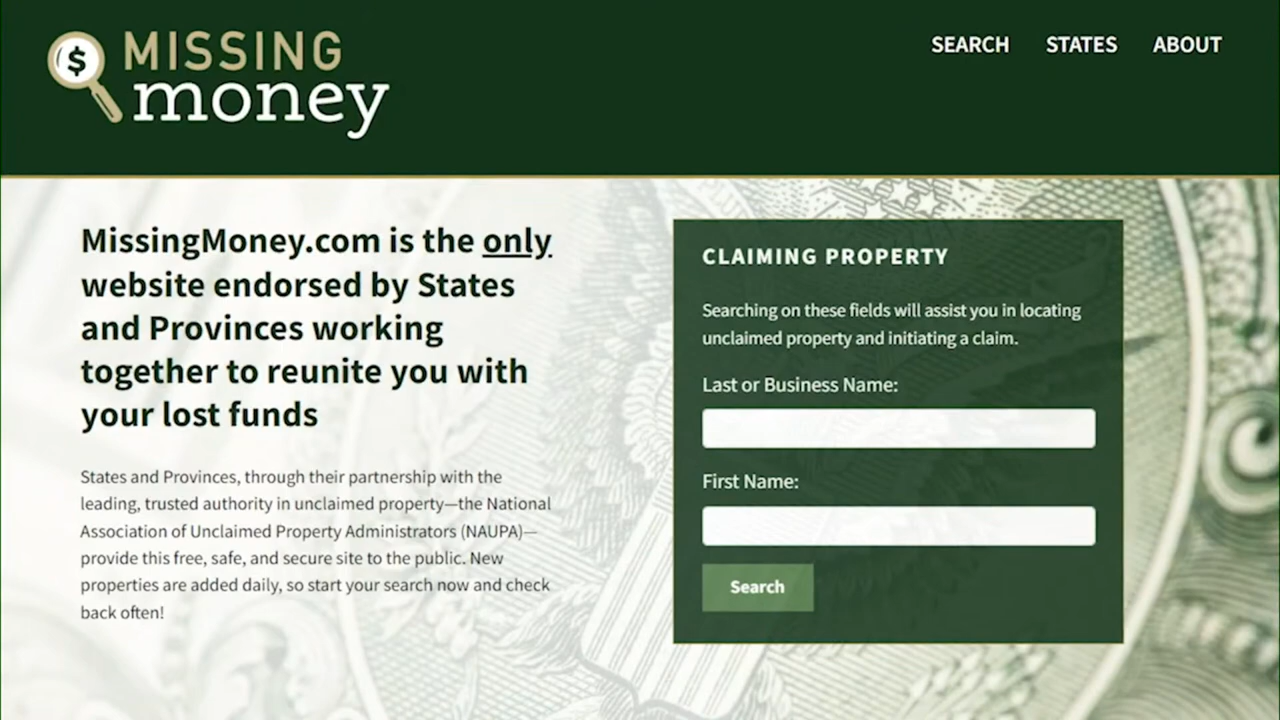 $ MISSING
money
SEARCH STATES ABOUT
MissingMoney.com is the only
website endorsed by States
and Provinces working
together to reunite you with
your lost funds
States and Provinces, through their partnership with the
leading, trusted authority in unclaimed property—the National
Association of Unclaimed Property Administrators (NAUPA)—
provide this free, safe, and secure site to the public. New
properties are added daily, so start your search now and check
back often!
CLAIMING PROPERTY
Searching on these fields will assist you in locating
unclaimed property and initiating a claim.
Last or Business Name:
First Name:
Search